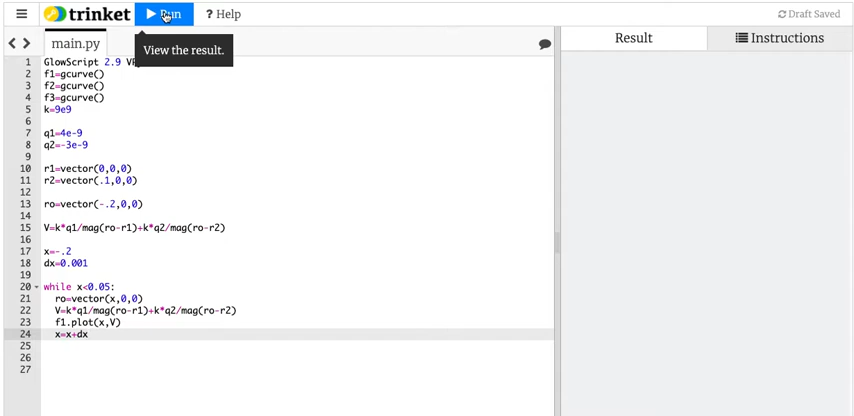 trinket
Run
? Help
Draft Saved
main.py
View the result.
Result
Instructions
1 GlowScript 2.9 VP
2 f1=gcurve()
3 f2=gcurve()
4 f3=gcurve()
5 k=9e9
6
7 q1=4e-9
8 q2=-3e-9
9
10 r1=vector(0,0,0)
11 r2=vector(.1,0,0)
12
13 ro=vector(-.2,0,0)
14
15 V=k*q1/mag(ro-r1)+k*q2/mag(ro-r2)
16
17 x=-.2
18 dx=0.001
19
20 while x<0.05:
21 ro=vector(x,0,0)
22 V=k*q1/mag(ro-r1)+k*q2/mag(ro-r2)
23 f1.plot(x,V)
24 x=x+dx
25
26
27